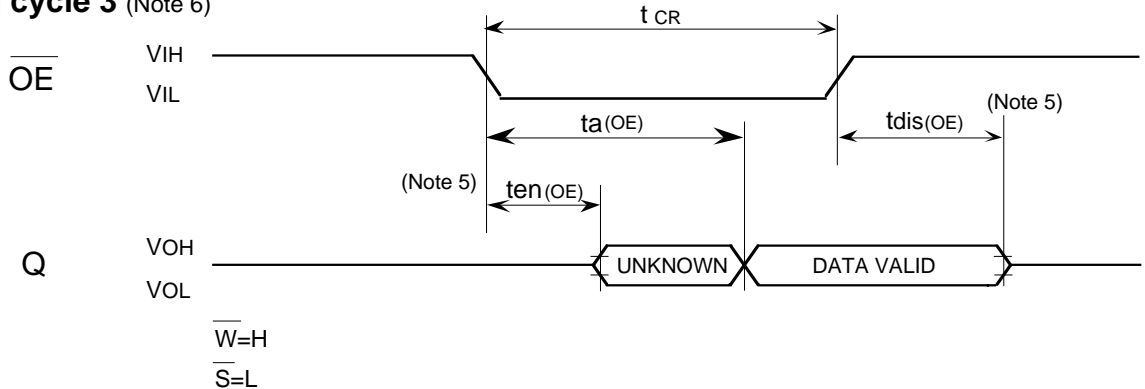 cycle 3 (Note 6)
t CR
OE
VIH
VIL
(Note 5)
ta(OE)
tdis(OE)
(Note 5)
ten(OE)
Q
VOH
VOL
UNKNOWN
DATA VALID
W=H
S=L